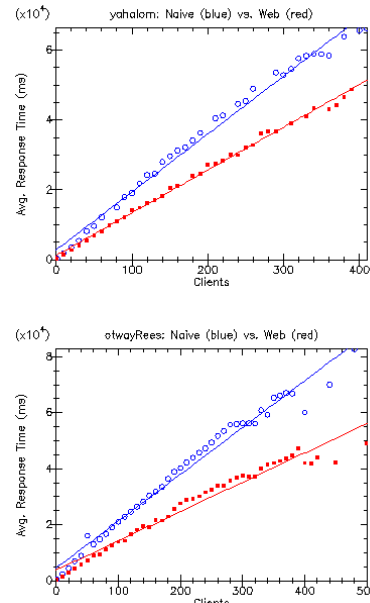 (x10⁴) yahalom: Naive (blue) vs. Web (red)
6
4
2
0
Avg. Response Time (ms)
0 100 200 300 400
Clients
(x10⁴) otwayRees: Naive (blue) vs. Web (red)
8
6
4
2
0
Avg. Response Time (ms)
0 100 200 300 400 500
Clients